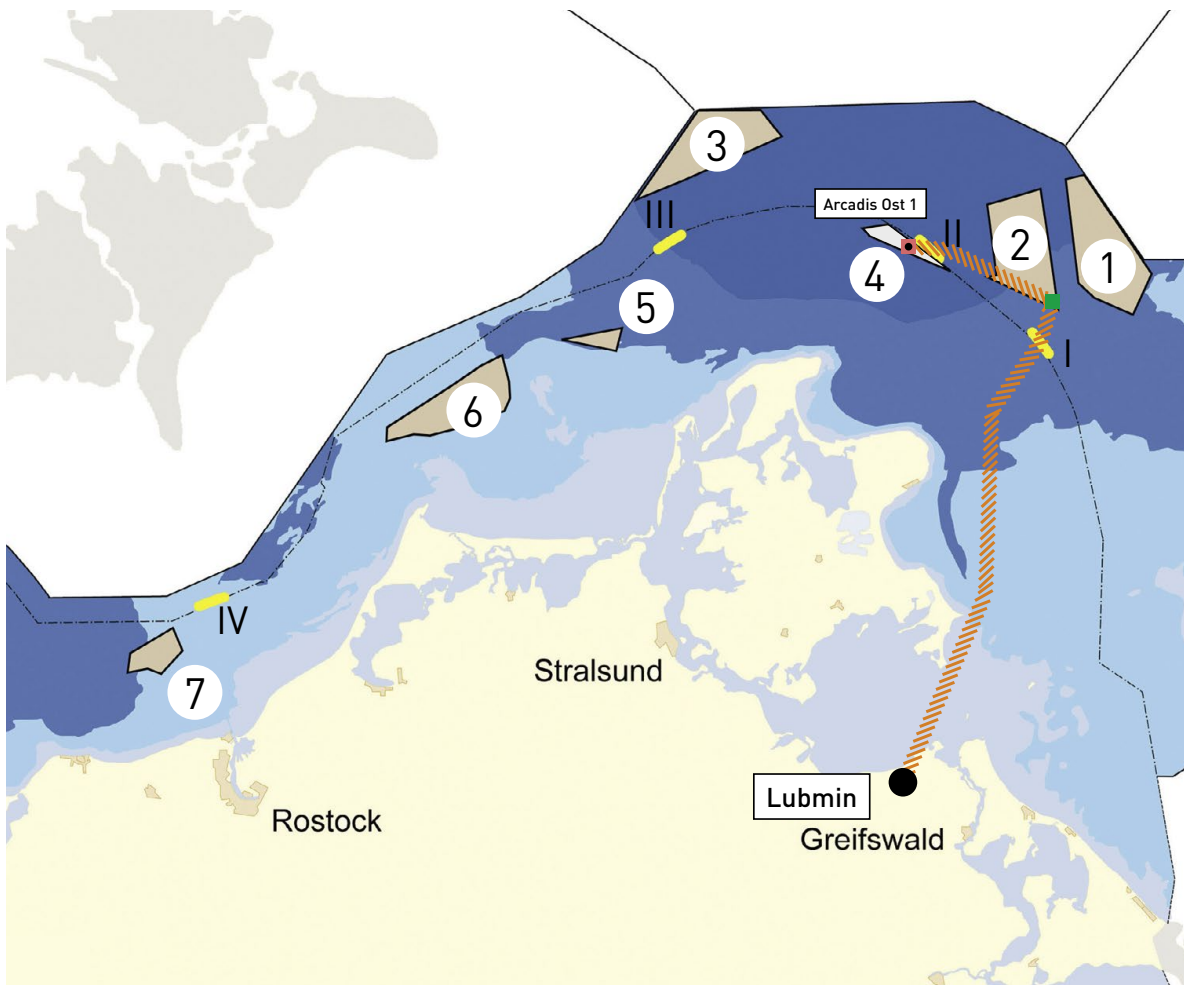 3
III
Arcadis Ost 1
II
2
1
4
5
I
6
IV
7
Stralsund
Lubmin
Rostock
Greifswald